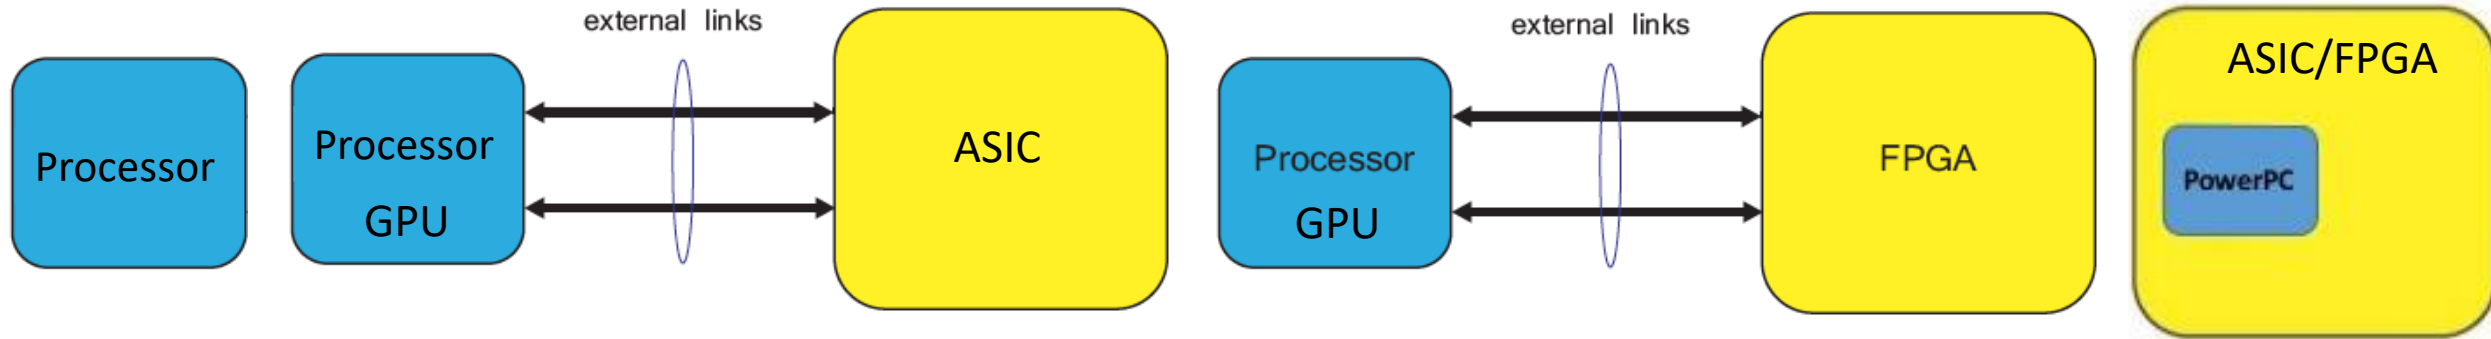 Processor
Processor
GPU
external links
ASIC
Processor
GPU
external links
FPGA
ASIC/FPGA
PowerPC